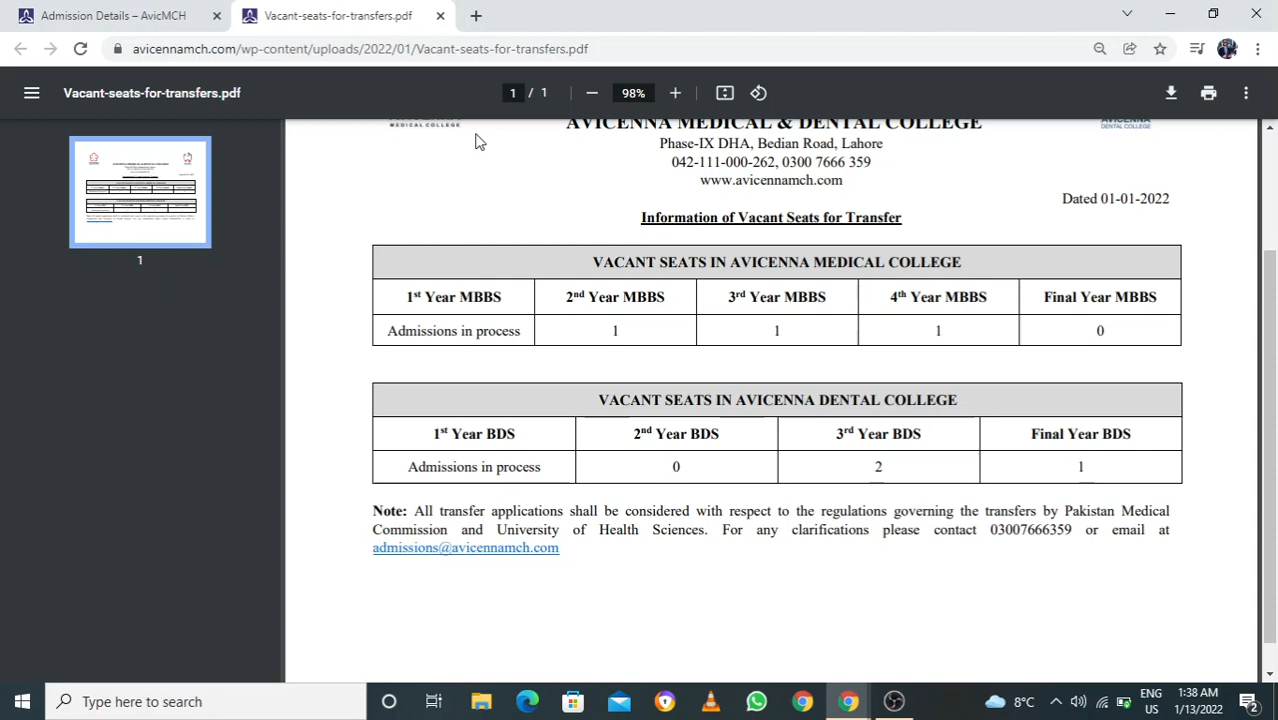 Admission Details – AvicMCH
Vacant-seats-for-transfers.pdf
avicennamch.com/wp-content/uploads/2022/01/Vacant-seats-for-transfers.pdf
Vacant-seats-for-transfers.pdf
1 / 1
98%
1
MEDICAL COLLEGE
AVICENNA MEDICAL & DENTAL COLLEGE
DENTAL COLLEGE
Phase-IX DHA, Bedian Road, Lahore
042-111-000-262, 0300 7666 359
www.avicennamch.com
Dated 01-01-2022
Information of Vacant Seats for Transfer
VACANT SEATS IN AVICENNA MEDICAL COLLEGE
1st Year MBBS 2nd Year MBBS 3rd Year MBBS 4th Year MBBS Final Year MBBS
Admissions in process 1 1 1 0
VACANT SEATS IN AVICENNA DENTAL COLLEGE
1st Year BDS 2nd Year BDS 3rd Year BDS Final Year BDS
Admissions in process 0 2 1
Note: All transfer applications shall be considered with respect to the regulations governing the transfers by Pakistan Medical
Commission and University of Health Sciences. For any clarifications please contact 03007666359 or email at
admissions@avicennamch.com
Type here to search
8°C
ENG
US
1:38 AM
1/13/2022
2